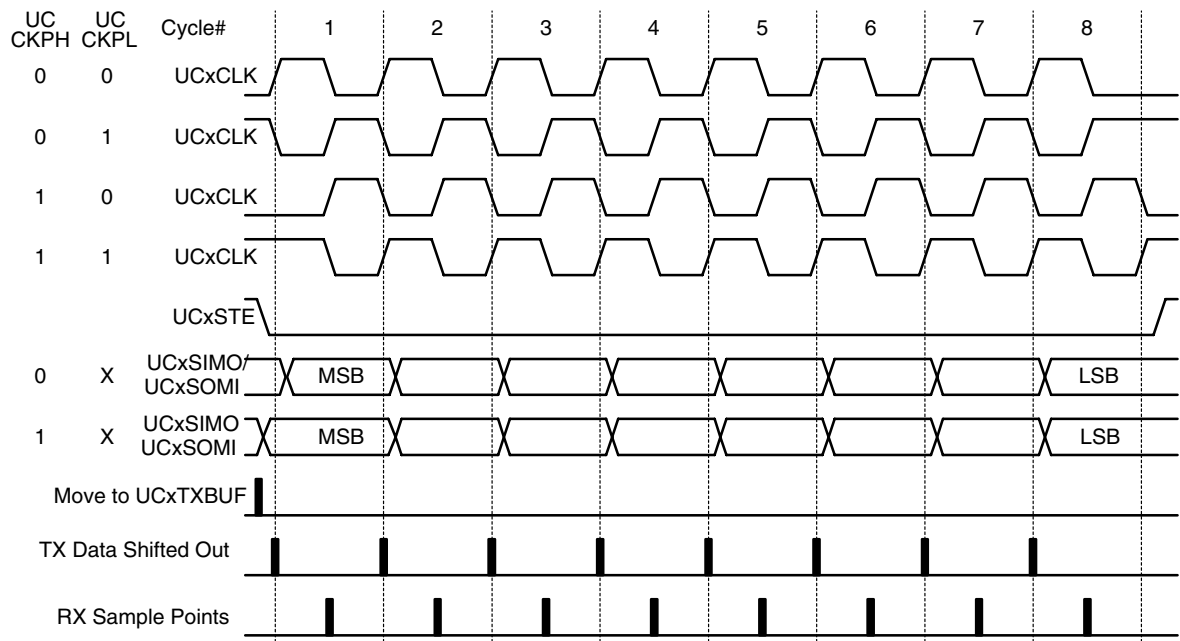 UC UC
CKPH CKPL Cycle# 1 2 3 4 5 6 7 8
0 0 UCxCLK
0 1 UCxCLK
1 0 UCxCLK
1 1 UCxCLK
UCxSTE
0 X UCxSIMO/
UCxSOMI MSB LSB
1 X UCxSIMO
UCxSOMI MSB LSB
Move to UCxTXBUF
TX Data Shifted Out
RX Sample Points